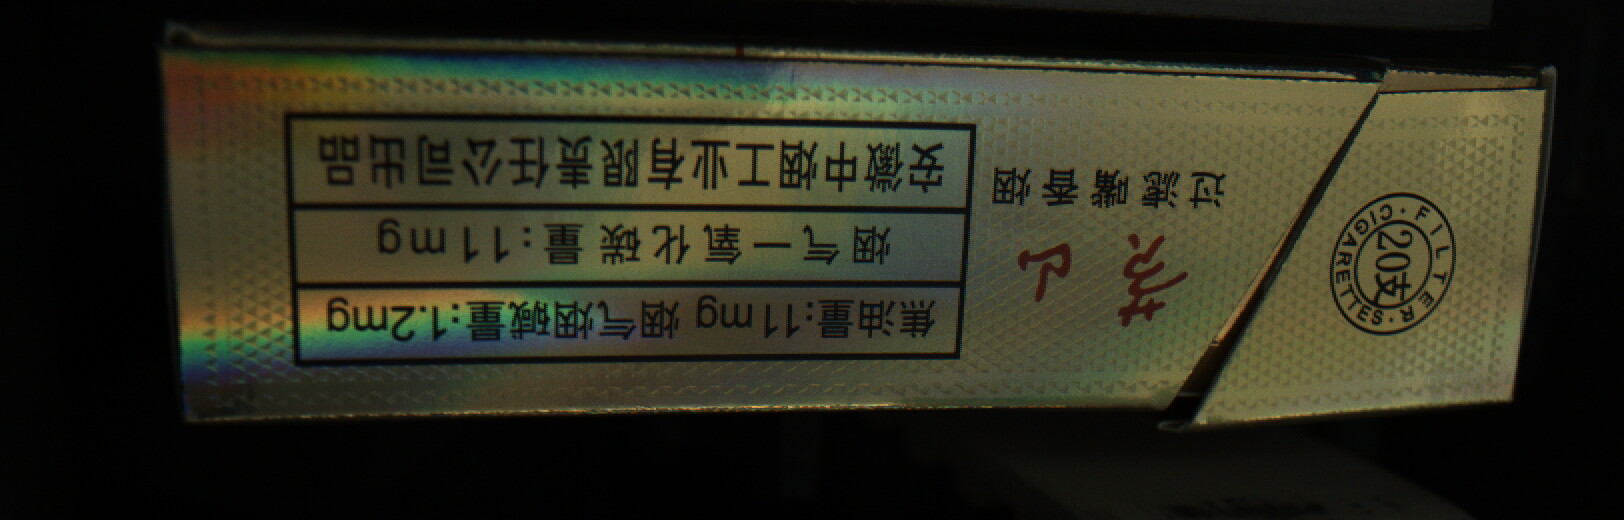 FILTER·CIGARETTES·
20支
黄山
过滤嘴香烟
焦油量:11mg 烟气烟碱量:1.2mg
烟气一氧化碳量:11mg
安徽中烟工业有限责任公司出品